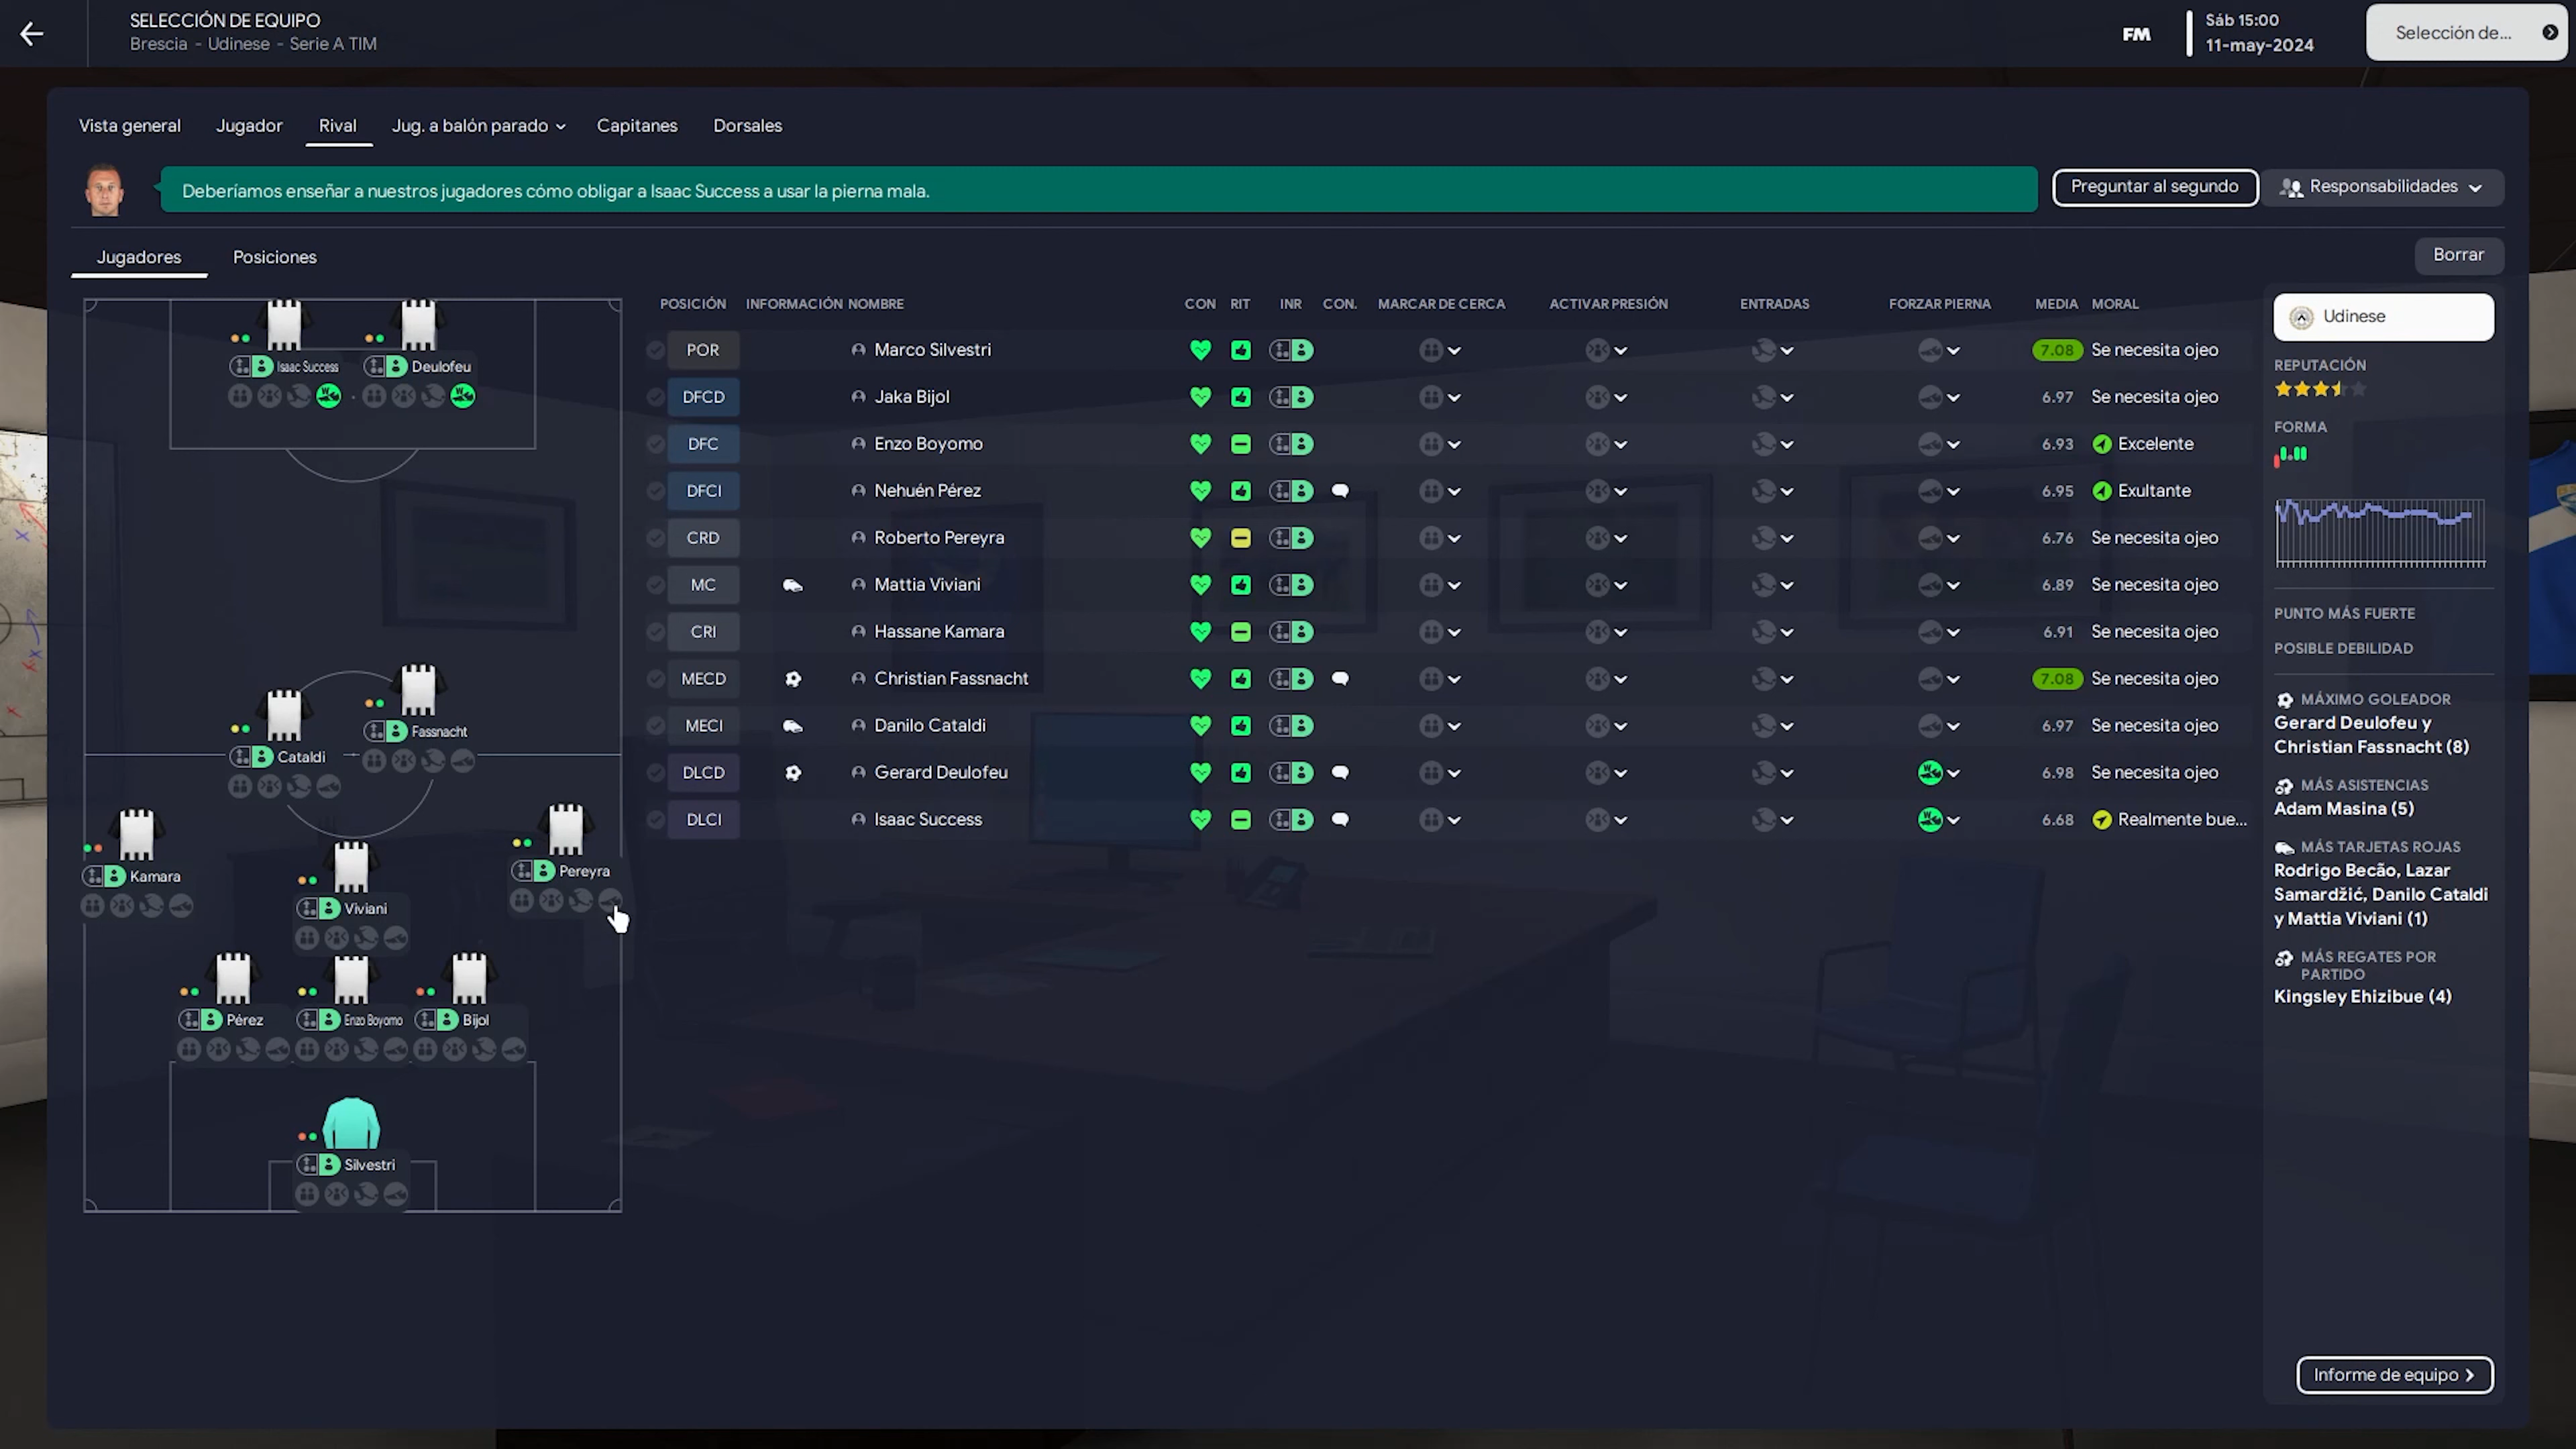 SELECCIÓN DE EQUIPO
Brescia - Udinese - Serie A TIM
FM
Sáb 15:00
11-may-2024
Selección de...
Vista general
Jugador
Rival
Jug. a balón parado
Capitanes
Dorsales
Deberíamos enseñar a nuestros jugadores cómo obligar a Isaac Success a usar la pierna mala.
Preguntar al segundo
Responsabilidades
Jugadores
Posiciones
Borrar
Isaac Success
Deulofeu
Cataldi
Fassnacht
Kamara
Pereyra
Viviani
Pérez
Enzo Boyomo
Bijol
Silvestri
POSICIÓN INFORMACIÓN NOMBRE CON RIT INR CON. MARCAR DE CERCA ACTIVAR PRESIÓN ENTRADAS FORZAR PIERNA MEDIA MORAL
POR Marco Silvestri 7.08 Se necesita ojeo
DFCD Jaka Bijol 6.97 Se necesita ojeo
DFC Enzo Boyomo 6.93 Excelente
DFCI Nehuén Pérez 6.95 Exultante
CRD Roberto Pereyra 6.76 Se necesita ojeo
MC Mattia Viviani 6.89 Se necesita ojeo
CRI Hassane Kamara 6.91 Se necesita ojeo
MECD Christian Fassnacht 7.08 Se necesita ojeo
MECI Danilo Cataldi 6.97 Se necesita ojeo
DLCD Gerard Deulofeu 6.98 Se necesita ojeo
DLCI Isaac Success 6.68 Realmente bue...
Udinese
REPUTACIÓN
FORMA
PUNTO MÁS FUERTE
POSIBLE DEBILIDAD
MÁXIMO GOLEADOR
Gerard Deulofeu y
Christian Fassnacht (8)
MÁS ASISTENCIAS
Adam Masina (5)
MÁS TARJETAS ROJAS
Rodrigo Becão, Lazar
Samardžić, Danilo Cataldi
y Mattia Viviani (1)
MÁS REGATES POR
PARTIDO
Kingsley Ehizibue (4)
Informe de equipo